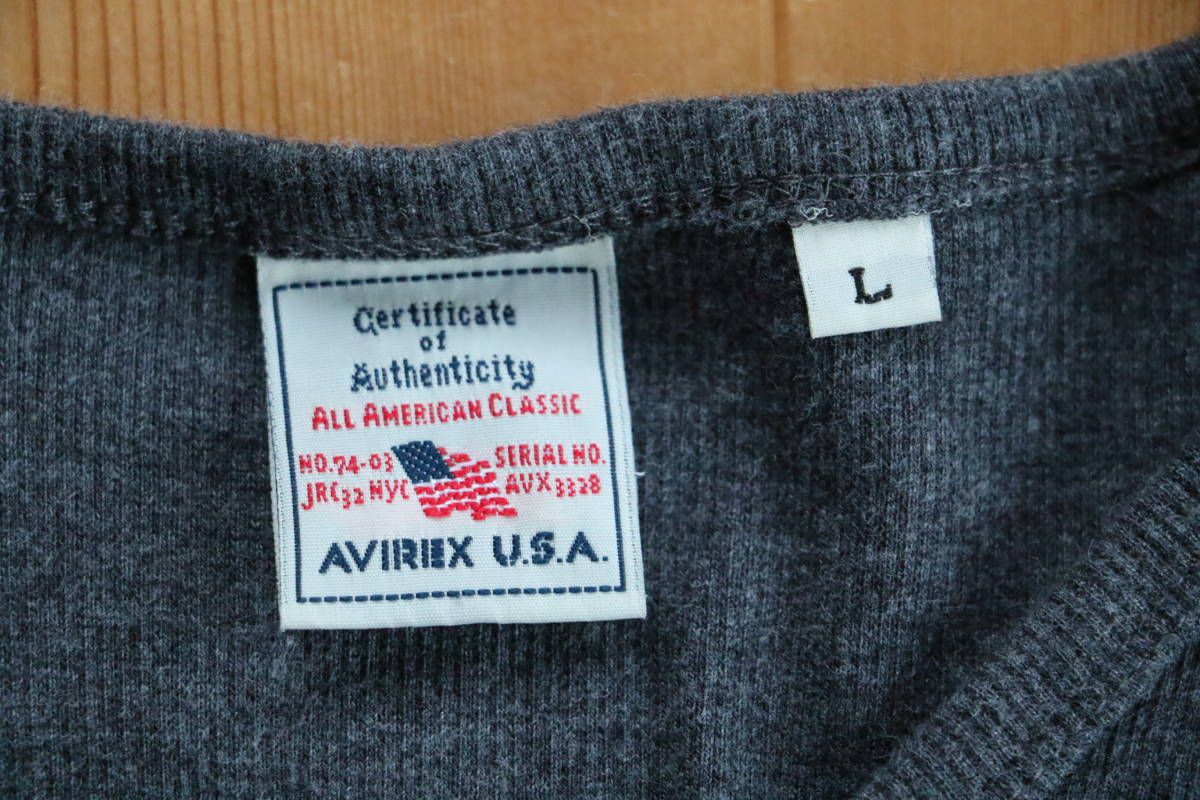 Certificate
of
Authenticity
ALL AMERICAN CLASSIC
NO.74-03 SERIAL NO.
JRC32 NYC AVX 3328
AVIREX U.S.A.
L